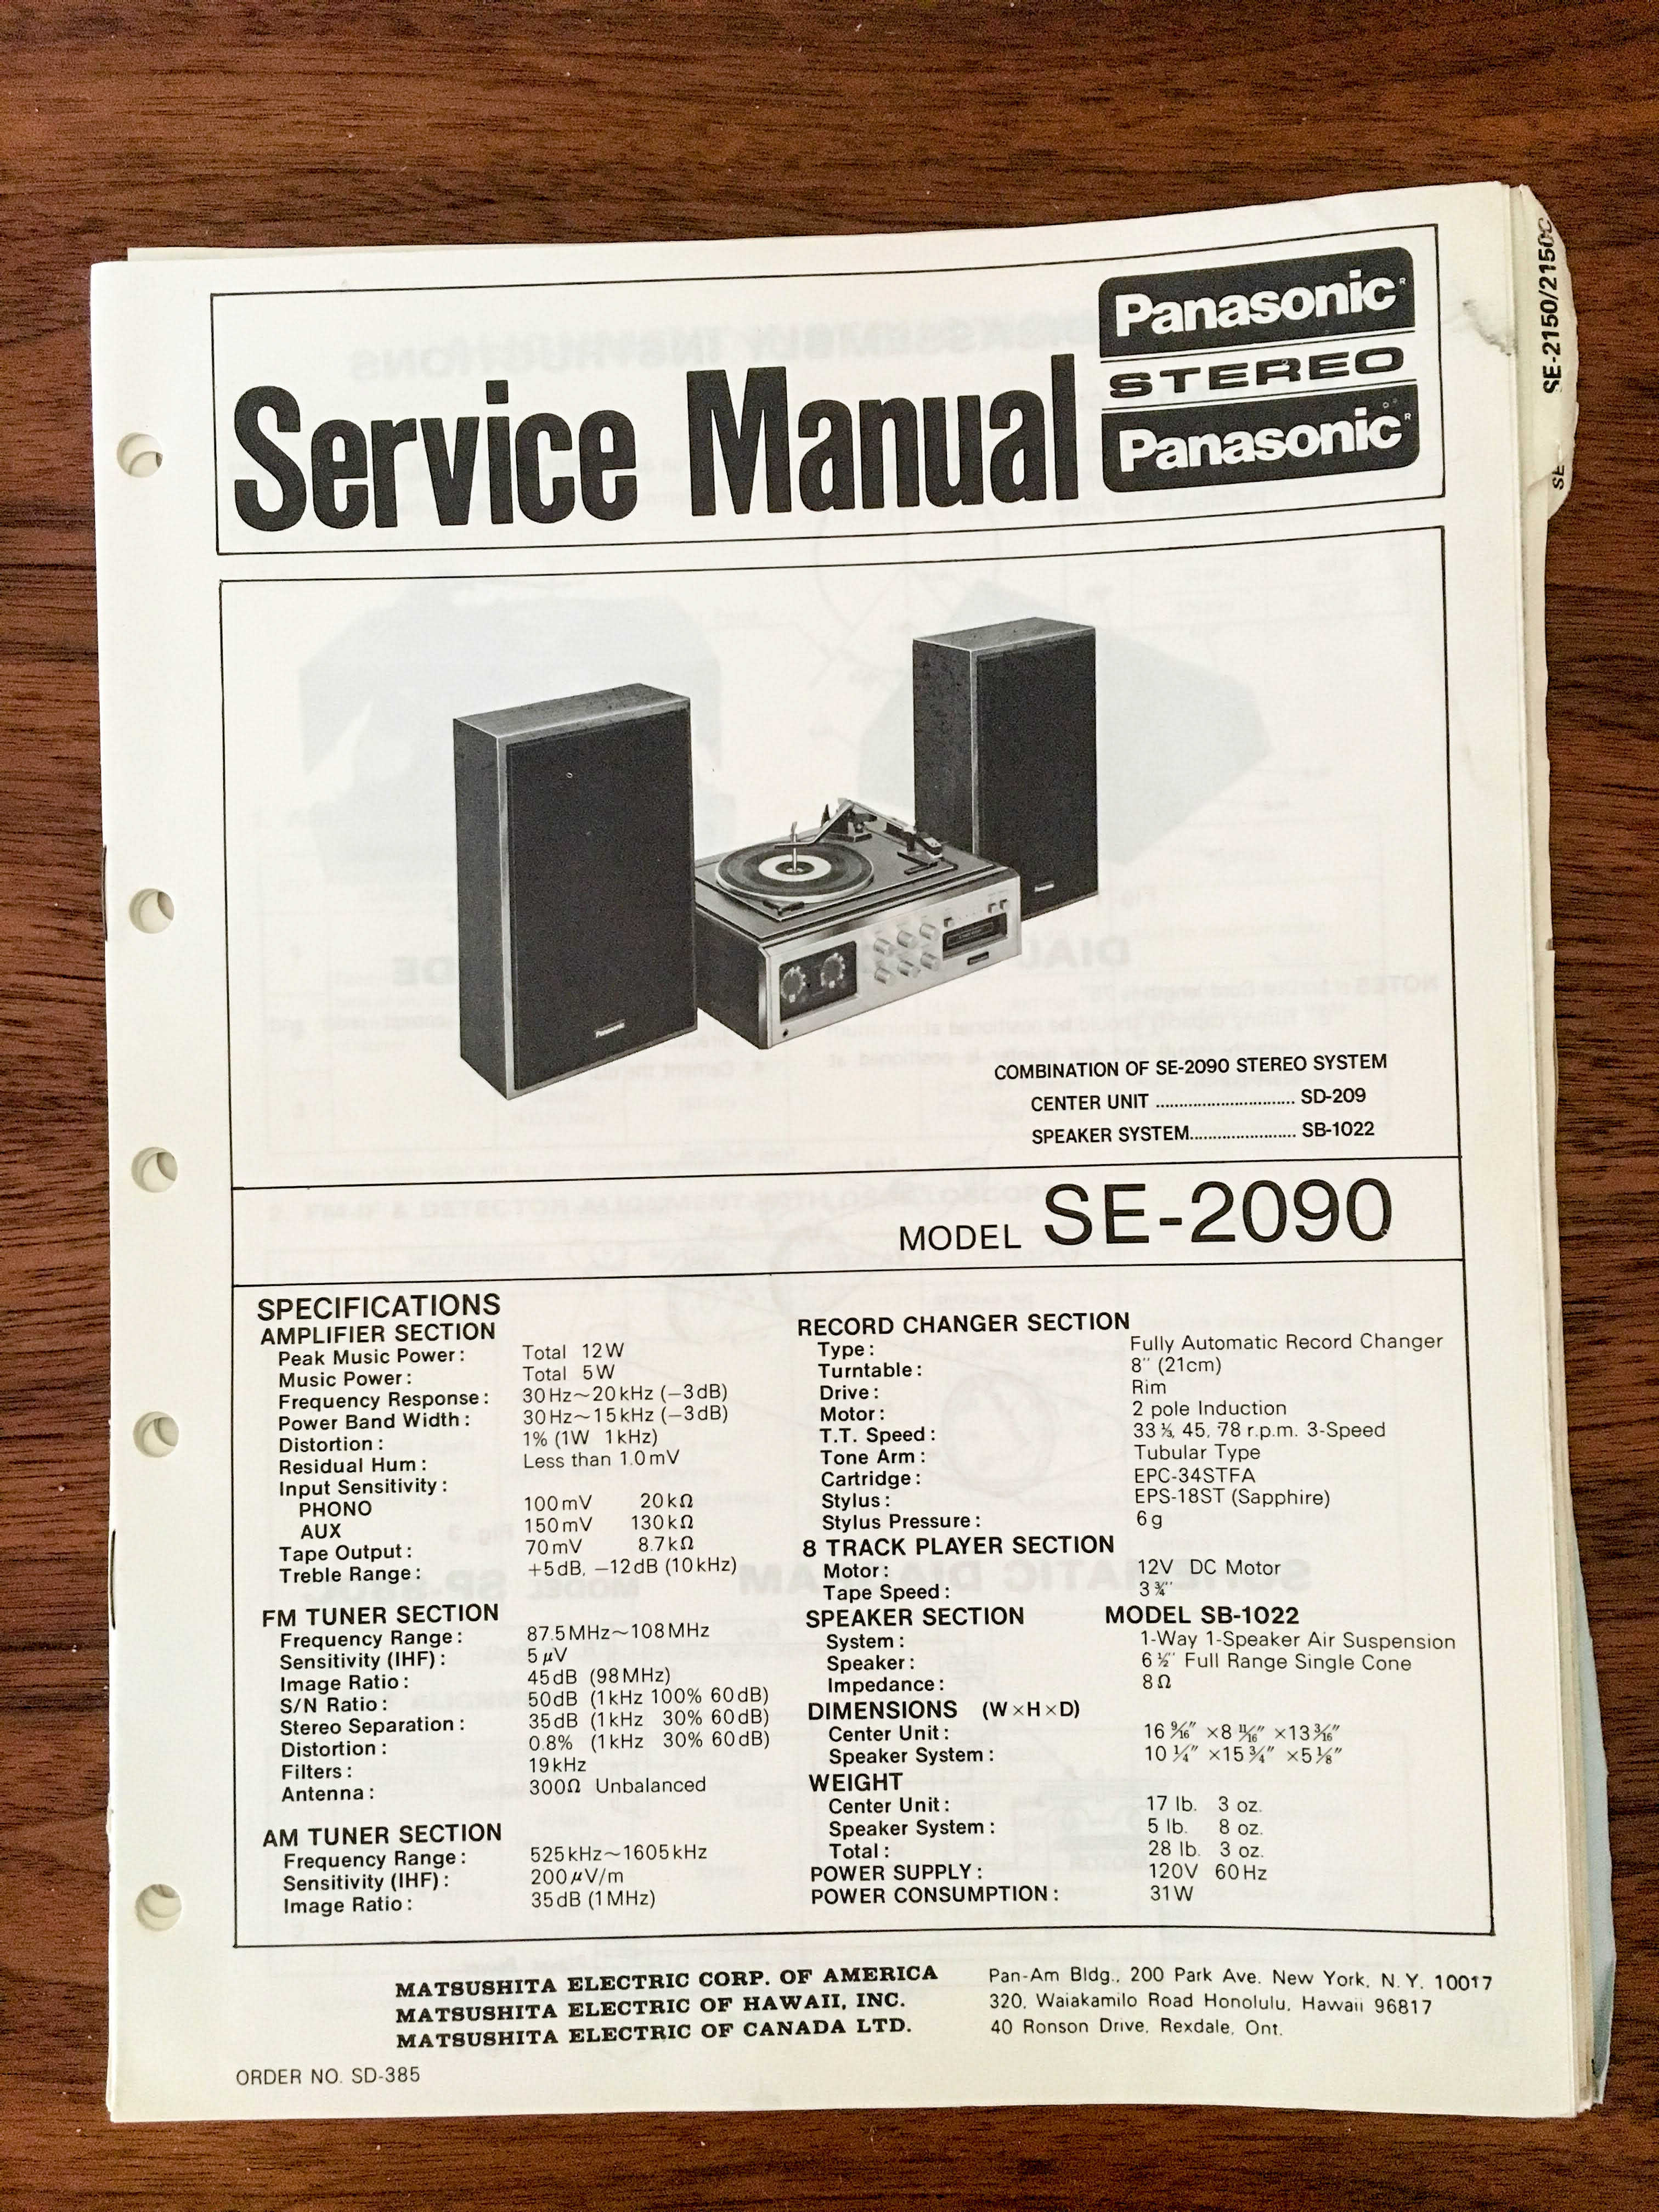 Service Manual
Panasonic
STEREO
Panasonic
SE-2150/2150C
SE
Panasonic
Panasonic
COMBINATION OF SE-2090 STEREO SYSTEM
CENTER UNIT .............................. SD-209
SPEAKER SYSTEM....................... SB-1022
MODEL SE-2090
SPECIFICATIONS
AMPLIFIER SECTION
Peak Music Power: Total 12W
Music Power: Total 5W
Frequency Response: 30Hz~20kHz (−3dB)
Power Band Width: 30Hz~15kHz (−3dB)
Distortion: 1% (1W 1kHz)
Residual Hum: Less than 1.0mV
Input Sensitivity:
PHONO 100mV 20kΩ
AUX 150mV 130kΩ
Tape Output: 70mV 8.7kΩ
Treble Range: +5dB, −12dB (10kHz)
FM TUNER SECTION
Frequency Range: 87.5MHz~108MHz
Sensitivity (IHF): 5μV
Image Ratio: 45dB (98MHz)
S/N Ratio: 50dB (1kHz 100% 60dB)
Stereo Separation: 35dB (1kHz 30% 60dB)
Distortion: 0.8% (1kHz 30% 60dB)
Filters: 19kHz
Antenna: 300Ω Unbalanced
AM TUNER SECTION
Frequency Range: 525kHz~1605kHz
Sensitivity (IHF): 200μV/m
Image Ratio: 35dB (1MHz)
RECORD CHANGER SECTION
Type: Fully Automatic Record Changer
Turntable: 8″ (21cm)
Drive: Rim
Motor: 2 pole Induction
T.T. Speed: 33⅓, 45, 78 r.p.m. 3-Speed
Tone Arm: Tubular Type
Cartridge: EPC-34STFA
Stylus: EPS-18ST (Sapphire)
Stylus Pressure: 6g
8 TRACK PLAYER SECTION
Motor: 12V DC Motor
Tape Speed: 3¾″
SPEAKER SECTION MODEL SB-1022
System: 1-Way 1-Speaker Air Suspension
Speaker: 6½″ Full Range Single Cone
Impedance: 8Ω
DIMENSIONS (W×H×D)
Center Unit: 16 9/16″ ×8 11/16″ ×13 3/16″
Speaker System: 10¼″ ×15¾″ ×5⅛″
WEIGHT
Center Unit: 17 lb. 3 oz.
Speaker System: 5 lb. 8 oz.
Total: 28 lb. 3 oz.
POWER SUPPLY: 120V 60Hz
POWER CONSUMPTION: 31W
MATSUSHITA ELECTRIC CORP. OF AMERICA Pan-Am Bldg., 200 Park Ave. New York, N.Y. 10017
MATSUSHITA ELECTRIC OF HAWAII, INC. 320, Waiakamilo Road Honolulu, Hawaii 96817
MATSUSHITA ELECTRIC OF CANADA LTD. 40 Ronson Drive, Rexdale, Ont.
ORDER NO. SD-385